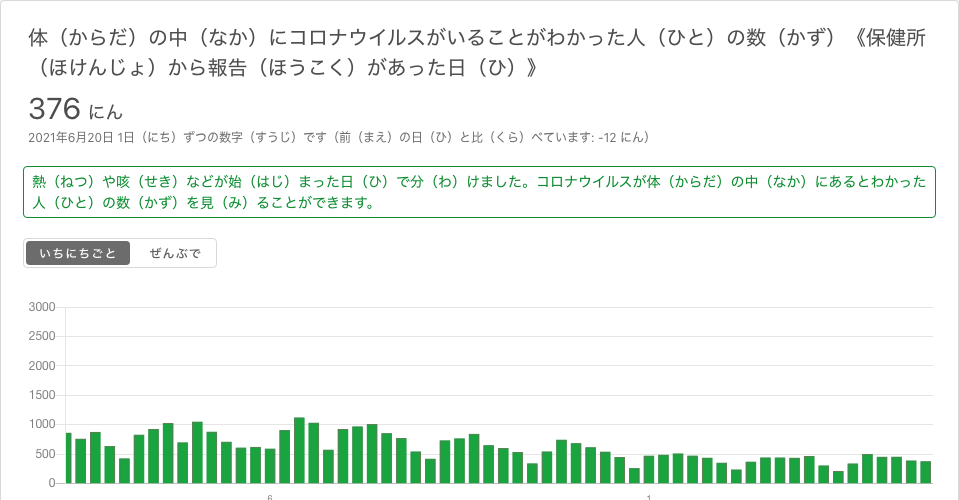 体（からだ）の中（なか）にコロナウイルスがいることがわかった人（ひと）の数（かず）《保健所
（ほけんじょ）から報告（ほうこく）があった日（ひ）》
376 にん
2021年6月20日 1日（にち）ずつの数字（すうじ）です（前（まえ）の日（ひ）と比（くら）べています: -12 にん）
熱（ねつ）や咳（せき）などが始（はじ）まった日（ひ）で分（わ）けました。コロナウイルスが体（からだ）の中（なか）にあるとわかった
人（ひと）の数（かず）を見（み）ることができます。
いちにちごと ぜんぶで
3000
2500
2000
1500
1000
500
0
6 1